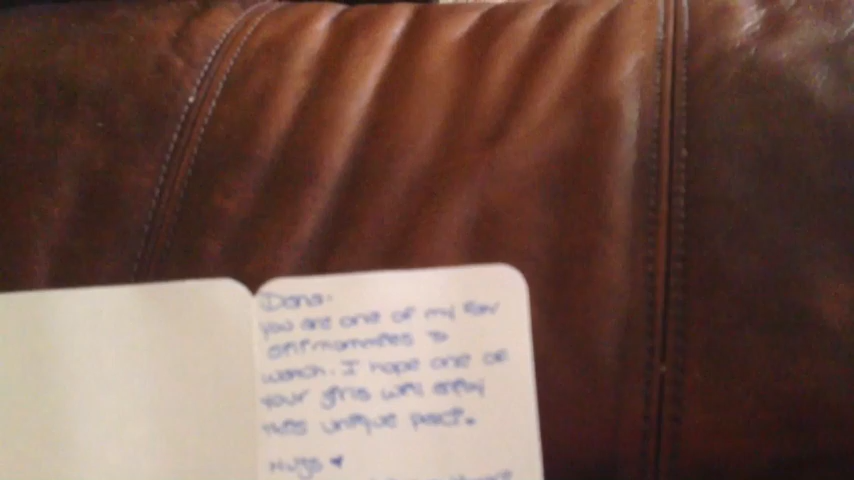 Dana.
you are one of my fav
mommees to
watch. I hope one of
your girls will enjoy
this unique
Hugs ♥